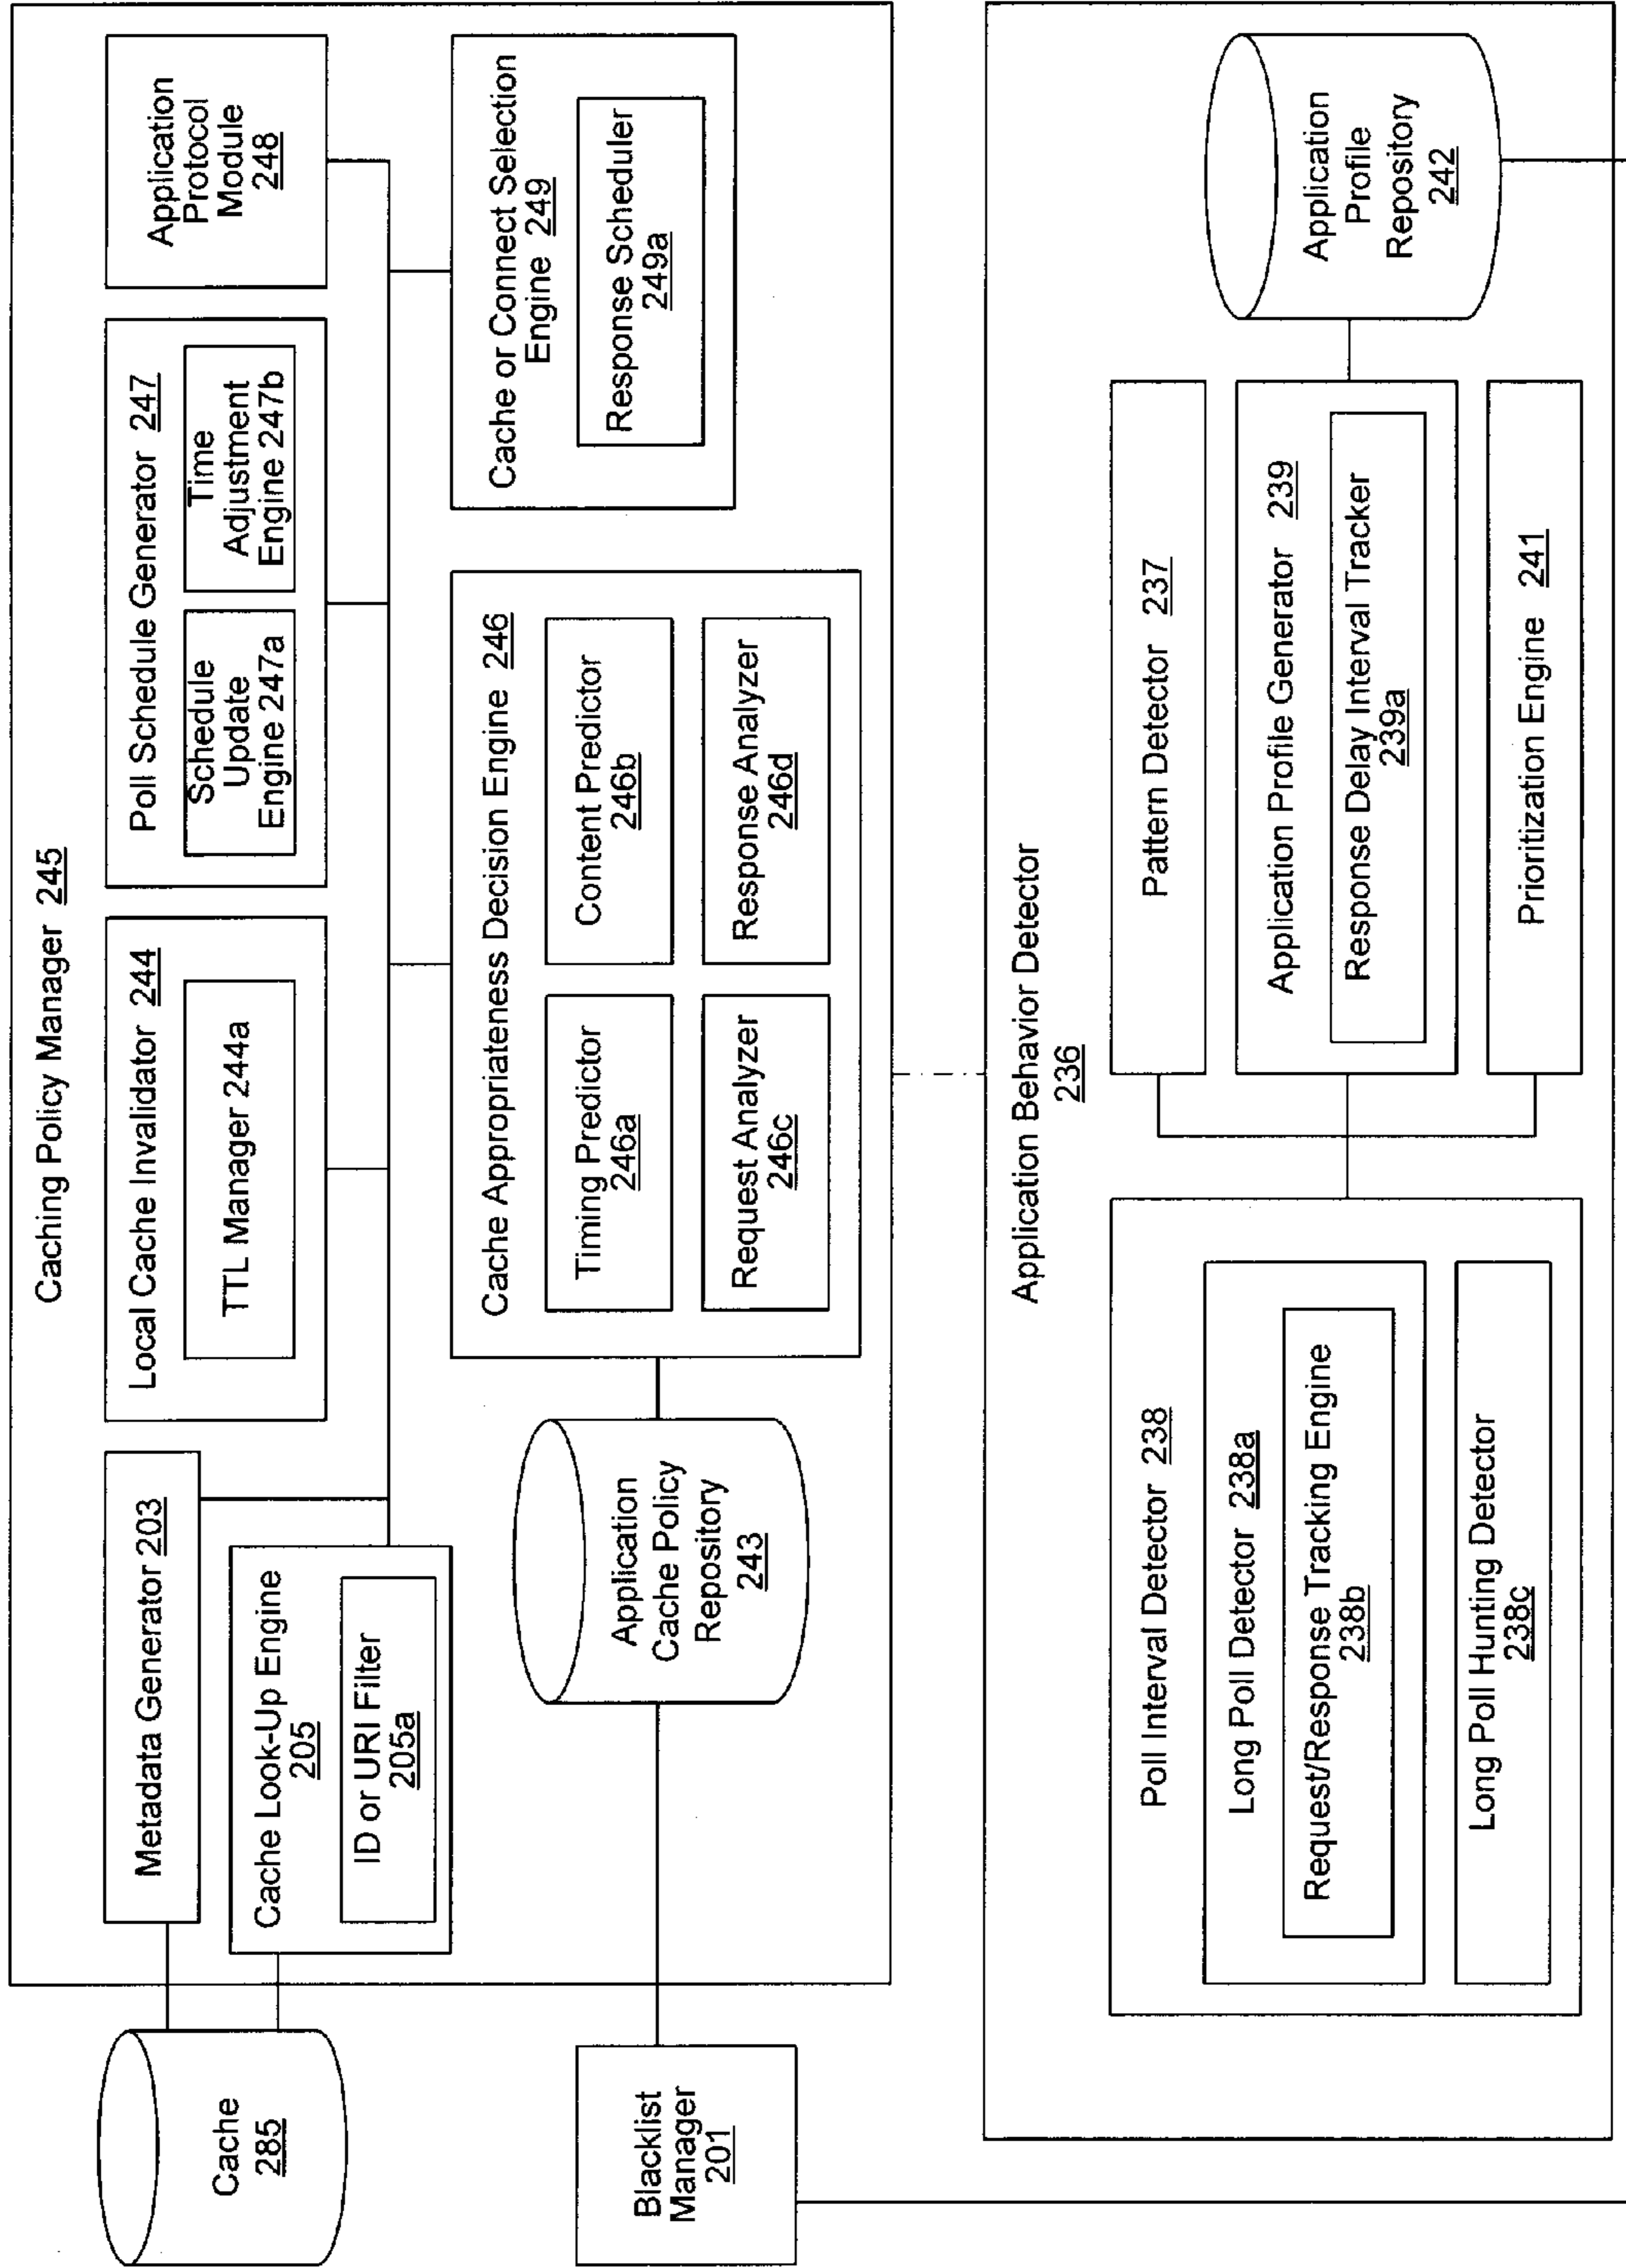 Caching Policy Manager 245
Metadata Generator 203
Cache Look-Up Engine
205
ID or URI Filter
205a
Local Cache Invalidator 244
TTL Manager 244a
Poll Schedule Generator 247
Schedule
Update
Engine 247a
Time
Adjustment
Engine 247b
Application
Protocol
Module
248
Cache
285
Blacklist
Manager
201
Application
Cache Policy
Repository
243
Cache Appropriateness Decision Engine 246
Timing Predictor
246a
Content Predictor
246b
Request Analyzer
246c
Response Analyzer
246d
Cache or Connect Selection
Engine 249
Response Scheduler
249a
Application Behavior Detector
236
Poll Interval Detector 238
Long Poll Detector 238a
Request/Response Tracking Engine
238b
Long Poll Hunting Detector
238c
Pattern Detector 237
Application Profile Generator 239
Response Delay Interval Tracker
239a
Prioritization Engine 241
Application
Profile
Repository
242